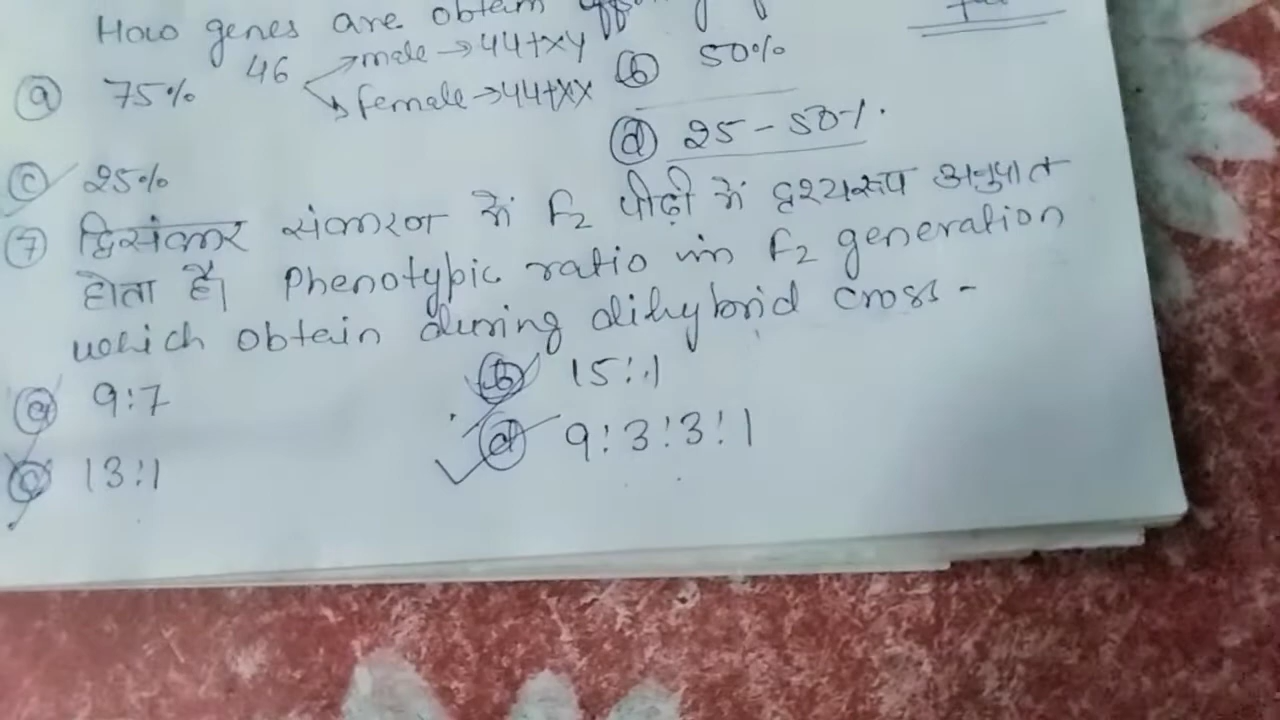 How genes are obtain
46 male → 44+xy
ⓐ 75% ⓑ 50%
female → 44+xx
ⓓ 25 - 50%.
ⓒ 25%
⑦ द्विसंकर संकरण में F₂ पीढ़ी में दृश्यरूप अनुपात
होता है। Phenotypic ratio in F₂ generation
which obtain during dihybrid cross -
ⓐ 9:7 ⓑ 15:1
ⓒ 13:1 ⓓ 9:3:3:1